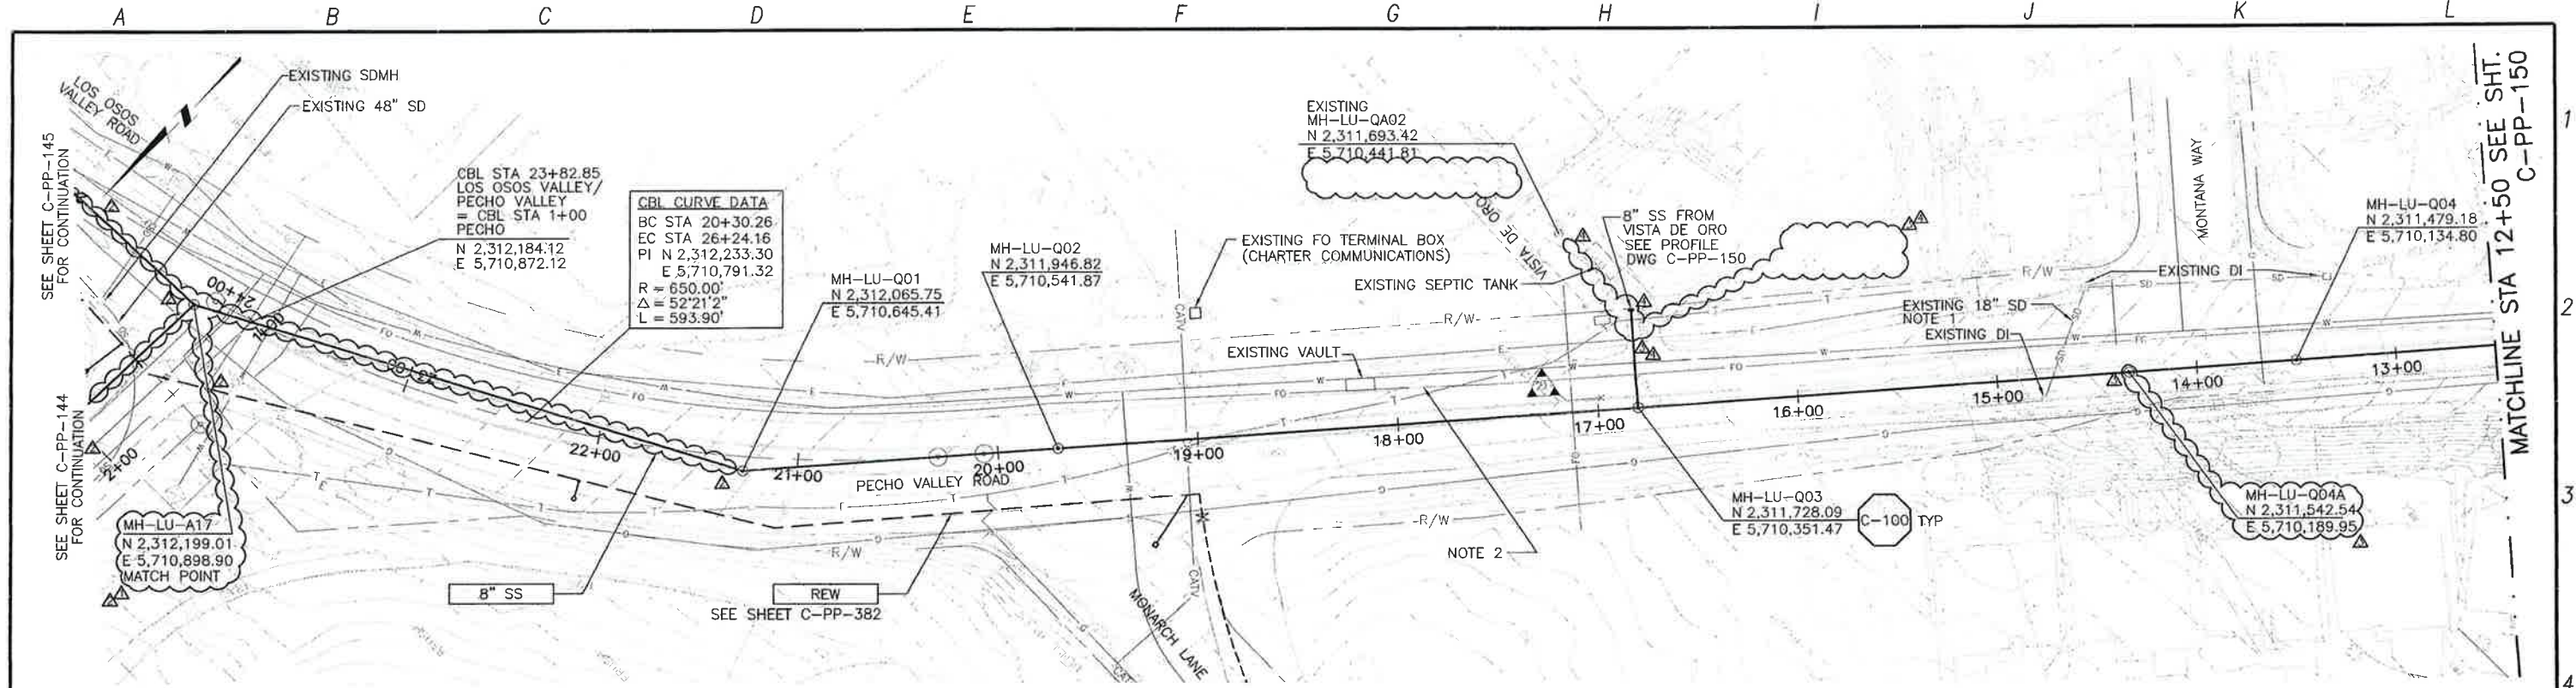 A B C D E F G H I J K L
1
2
3
4
LOS OSOS
VALLEY ROAD
EXISTING SDMH
EXISTING 48" SD
SEE SHEET C-PP-145
FOR CONTINUATION
SEE SHEET C-PP-144
FOR CONTINUATION
CBL STA 23+82.85
LOS OSOS VALLEY/
PECHO VALLEY
= CBL STA 1+00
PECHO
N 2,312,184.12
E 5,710,872.12
CBL CURVE DATA
BC STA 20+30.26
EC STA 26+24.16
PI N 2,312,233.30
E 5,710,791.32
R = 650.00'
Δ = 52°21'2"
L = 593.90'
MH-LU-Q01
N 2,312,065.75
E 5,710,645.41
MH-LU-Q02
N 2,311,946.82
E 5,710,541.87
EXISTING FO TERMINAL BOX
(CHARTER COMMUNICATIONS)
EXISTING
MH-LU-QA02
N 2,311,693.42
E 5,710,441.81
VISTA DE ORO
8" SS FROM
VISTA DE ORO
SEE PROFILE
DWG C-PP-150
EXISTING SEPTIC TANK
EXISTING VAULT
EXISTING 18" SD
NOTE 1
EXISTING DI
EXISTING DI
MONTANA WAY
MH-LU-Q04
N 2,311,479.18
E 5,710,134.80
MATCHLINE STA 12+50 SEE SHT.
C-PP-150
R/W
R/W
R/W
R/W
R/W
CATV
CATV
24+00
23+00
22+00
21+00
20+00
19+00
18+00
17+00
16+00
15+00
14+00
13+00
2+00
PECHO VALLEY ROAD
MH-LU-A17
N 2,312,199.01
E 5,710,898.90
MATCH POINT
8" SS
REW
SEE SHEET C-PP-382
MONARCH LANE
NOTE 2
MH-LU-Q03
N 2,311,728.09
E 5,710,351.47
C-100 TYP
MH-LU-Q04A
N 2,311,542.54
E 5,710,189.95